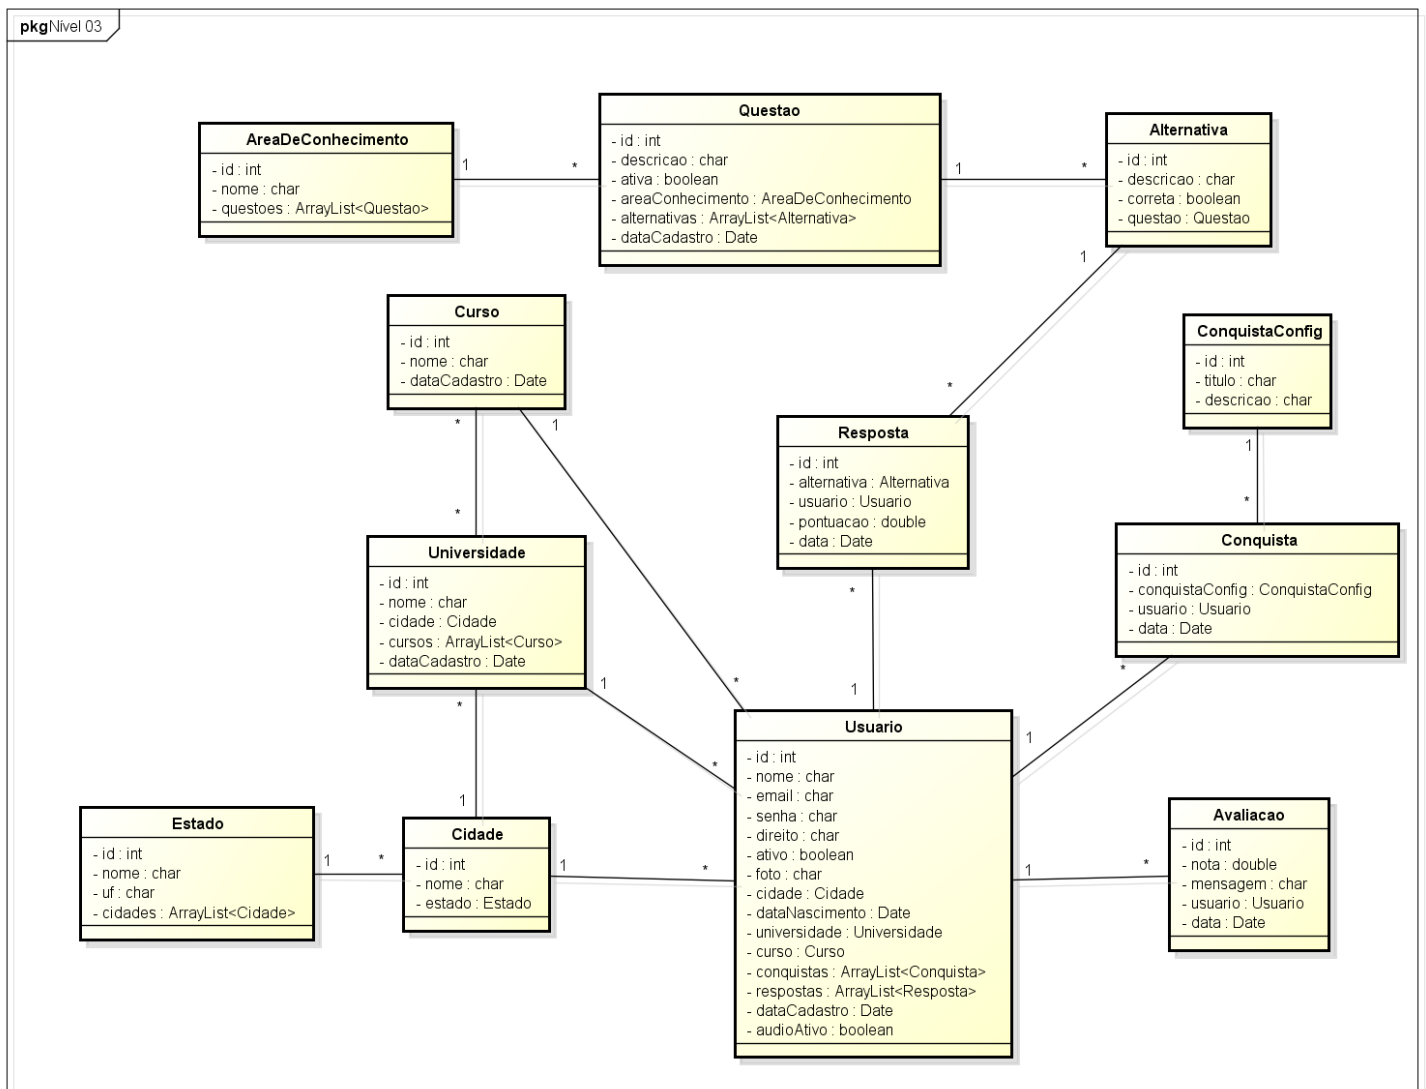 pkg Nível 03
AreaDeConhecimento
- id : int
- nome : char
- questoes : ArrayList<Questao>
1
*
Questao
- id : int
- descricao : char
- ativa : boolean
- areaConhecimento : AreaDeConhecimento
- alternativas : ArrayList<Alternativa>
- dataCadastro : Date
1
*
Alternativa
- id : int
- descricao : char
- correta : boolean
- questao : Questao
1
*
Curso
- id : int
- nome : char
- dataCadastro : Date
*
*
1
*
ConquistaConfig
- id : int
- titulo : char
- descricao : char
1
*
Resposta
- id : int
- alternativa : Alternativa
- usuario : Usuario
- pontuacao : double
- data : Date
*
1
Universidade
- id : int
- nome : char
- cidade : Cidade
- cursos : ArrayList<Curso>
- dataCadastro : Date
1
*
*
1
Conquista
- id : int
- conquistaConfig : ConquistaConfig
- usuario : Usuario
- data : Date
*
1
Estado
- id : int
- nome : char
- uf : char
- cidades : ArrayList<Cidade>
1
*
Cidade
- id : int
- nome : char
- estado : Estado
1
*
Usuario
- id : int
- nome : char
- email : char
- senha : char
- direito : char
- ativo : boolean
- foto : char
- cidade : Cidade
- dataNascimento : Date
- universidade : Universidade
- curso : Curso
- conquistas : ArrayList<Conquista>
- respostas : ArrayList<Resposta>
- dataCadastro : Date
- audioAtivo : boolean
1
*
Avaliacao
- id : int
- nota : double
- mensagem : char
- usuario : Usuario
- data : Date